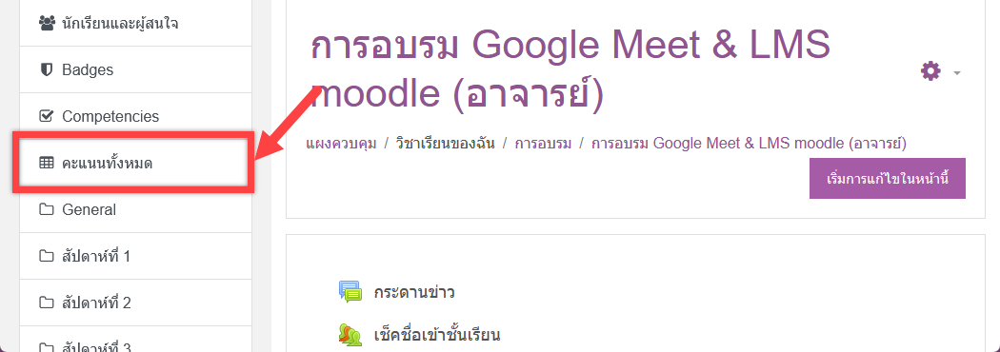 นักเรียนและผู้สนใจ
Badges
Competencies
คะแนนทั้งหมด
General
สัปดาห์ที่ 1
สัปดาห์ที่ 2
สัปดาห์ที่ 3
การอบรม Google Meet & LMS
moodle (อาจารย์)
แผงควบคุม / วิชาเรียนของฉัน / การอบรม / การอบรม Google Meet & LMS moodle (อาจารย์)
เริ่มการแก้ไขในหน้านี้
กระดานข่าว
เช็คชื่อเข้าชั้นเรียน